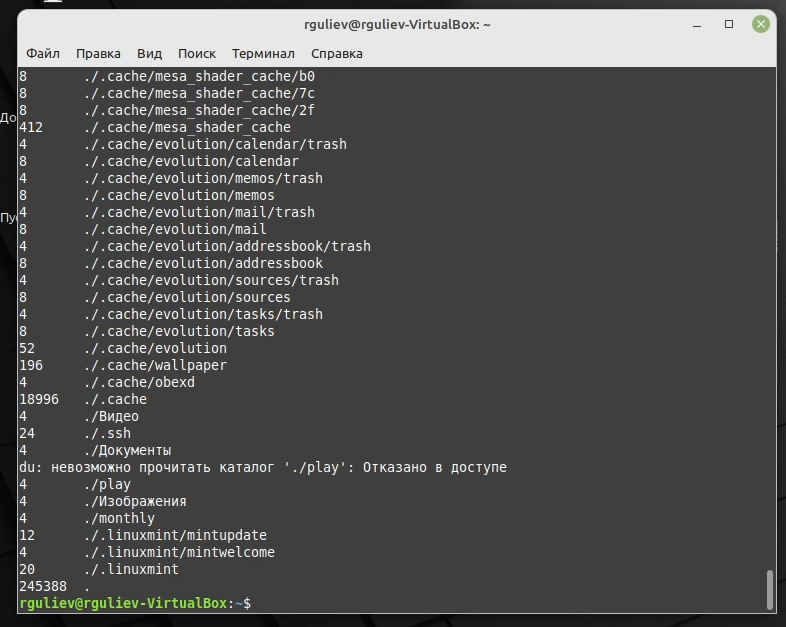 rguliev@rguliev-VirtualBox: ~
Файл Правка Вид Поиск Терминал Справка
8 ./.cache/mesa_shader_cache/b0
8 ./.cache/mesa_shader_cache/7c
8 ./.cache/mesa_shader_cache/2f
412 ./.cache/mesa_shader_cache
4 ./.cache/evolution/calendar/trash
8 ./.cache/evolution/calendar
4 ./.cache/evolution/memos/trash
8 ./.cache/evolution/memos
4 ./.cache/evolution/mail/trash
8 ./.cache/evolution/mail
4 ./.cache/evolution/addressbook/trash
8 ./.cache/evolution/addressbook
4 ./.cache/evolution/sources/trash
8 ./.cache/evolution/sources
4 ./.cache/evolution/tasks/trash
8 ./.cache/evolution/tasks
52 ./.cache/evolution
196 ./.cache/wallpaper
4 ./.cache/obexd
18996 ./.cache
4 ./Видео
24 ./.ssh
4 ./Документы
du: невозможно прочитать каталог './play': Отказано в доступе
4 ./play
4 ./Изображения
4 ./monthly
12 ./.linuxmint/mintupdate
4 ./.linuxmint/mintwelcome
20 ./.linuxmint
245388 .
rguliev@rguliev-VirtualBox:~$